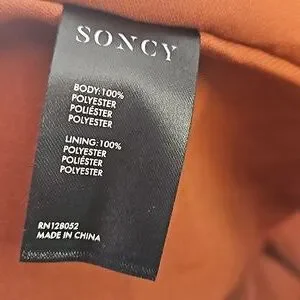 SONCY
BODY:100%
POLYESTER
POLIÉSTER
POLYESTER
LINING:100%
POLYESTER
POLIÉSTER
POLYESTER
RN128052
MADE IN CHINA